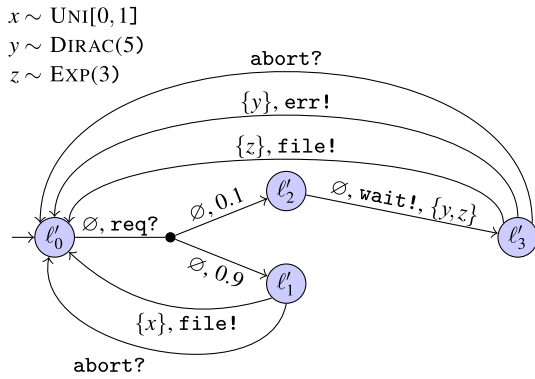 x ∼ UNI[0, 1]
y ∼ DIRAC(5)
z ∼ EXP(3)
abort?
{y}, err!
{z}, file!
ℓ′₂
∅, wait!, {y,z}
∅, 0.1
ℓ′₀
∅, req?
ℓ′₃
∅, 0.9
ℓ′₁
{x}, file!
abort?